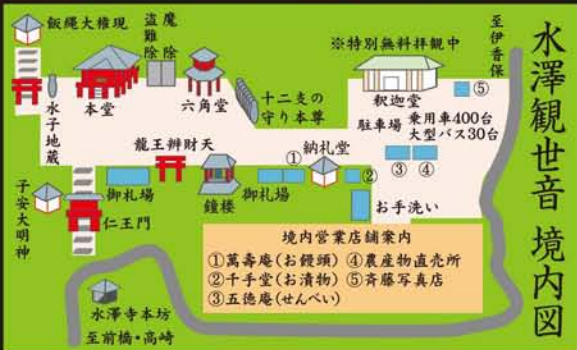 水澤観世音 境内図
至伊香保
※特別無料拝観中
釈迦堂
⑤
駐車場 乗用車400台
大型バス30台
③ ④
飯縄大権現
水子地蔵
本堂
盗難除
魔除
六角堂
十二支の
守り本尊
龍王辨財天
納札堂
①
②
お手洗い
子安大明神
仁王門
御札場
鐘楼
御札場
境内営業店舗案内
①萬壽庵(お饅頭) ④農産物直売所
②千手堂(お漬物) ⑤斉藤写真店
③五徳庵(せんべい)
水澤寺本坊
至前橋・高崎